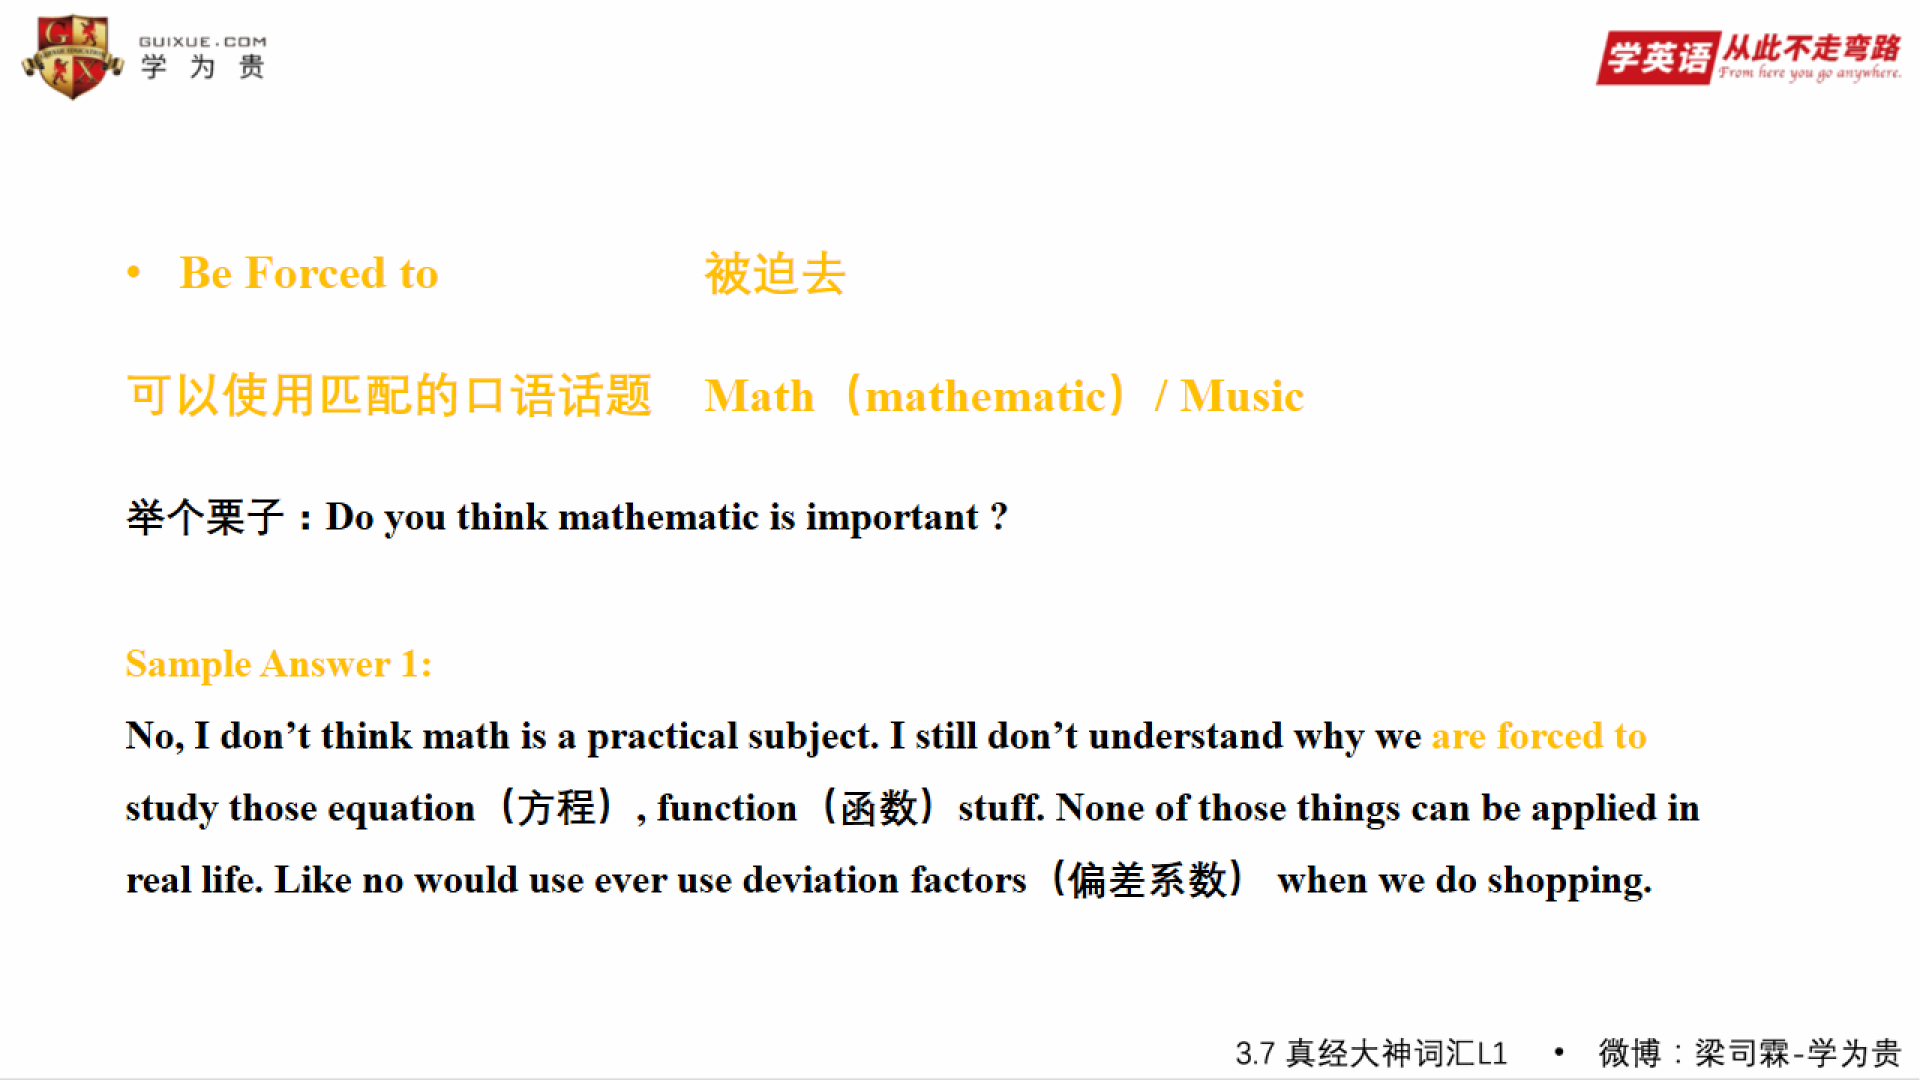 GUIXUE.COM
学为贵
学英语 从此不走弯路
From here you go anywhere.
• Be Forced to 被迫去
可以使用匹配的口语话题 Math（mathematic）/ Music
举个栗子：Do you think mathematic is important？
Sample Answer 1:
No, I don’t think math is a practical subject. I still don’t understand why we are forced to
study those equation（方程）, function（函数）stuff. None of those things can be applied in
real life. Like no would use ever use deviation factors（偏差系数） when we do shopping.
3.7 真经大神词汇L1 • 微博：梁司霖-学为贵